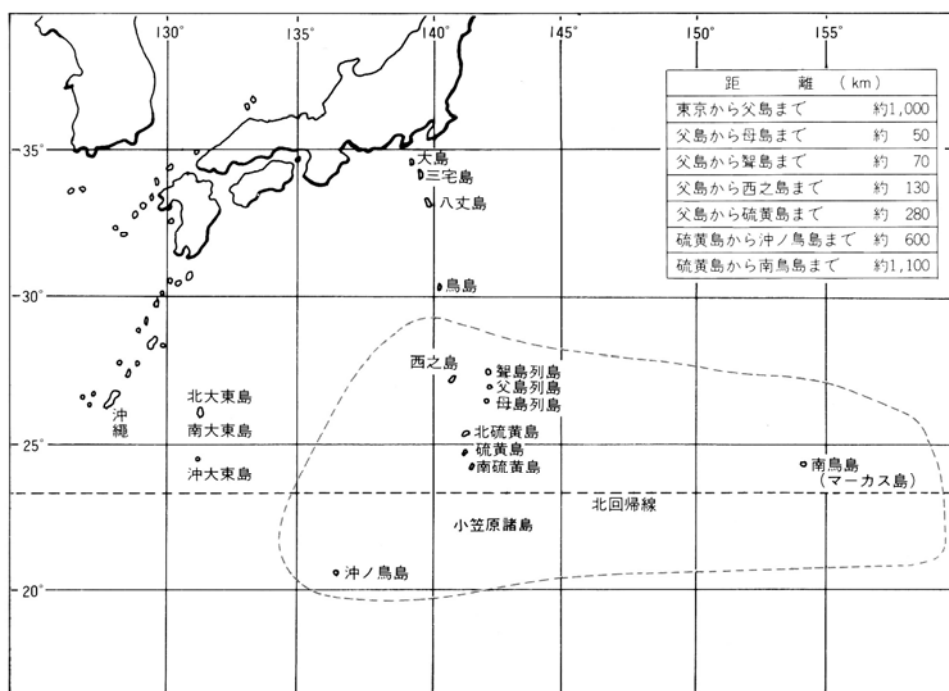 130° 135° 140° 145° 150° 155°
距 離 (km)
東京から父島まで 約1,000
父島から母島まで 約 50
父島から聟島まで 約 70
父島から西之島まで 約 130
父島から硫黄島まで 約 280
硫黄島から沖ノ鳥島まで 約 600
硫黄島から南鳥島まで 約1,100
35°
大島
三宅島
八丈島
鳥島
30°
西之島
聟島列島
父島列島
母島列島
北大東島
南大東島
沖大東島
沖縄
北硫黄島
硫黄島
南硫黄島
25°
南鳥島
(マーカス島)
北回帰線
小笠原諸島
沖ノ鳥島
20°